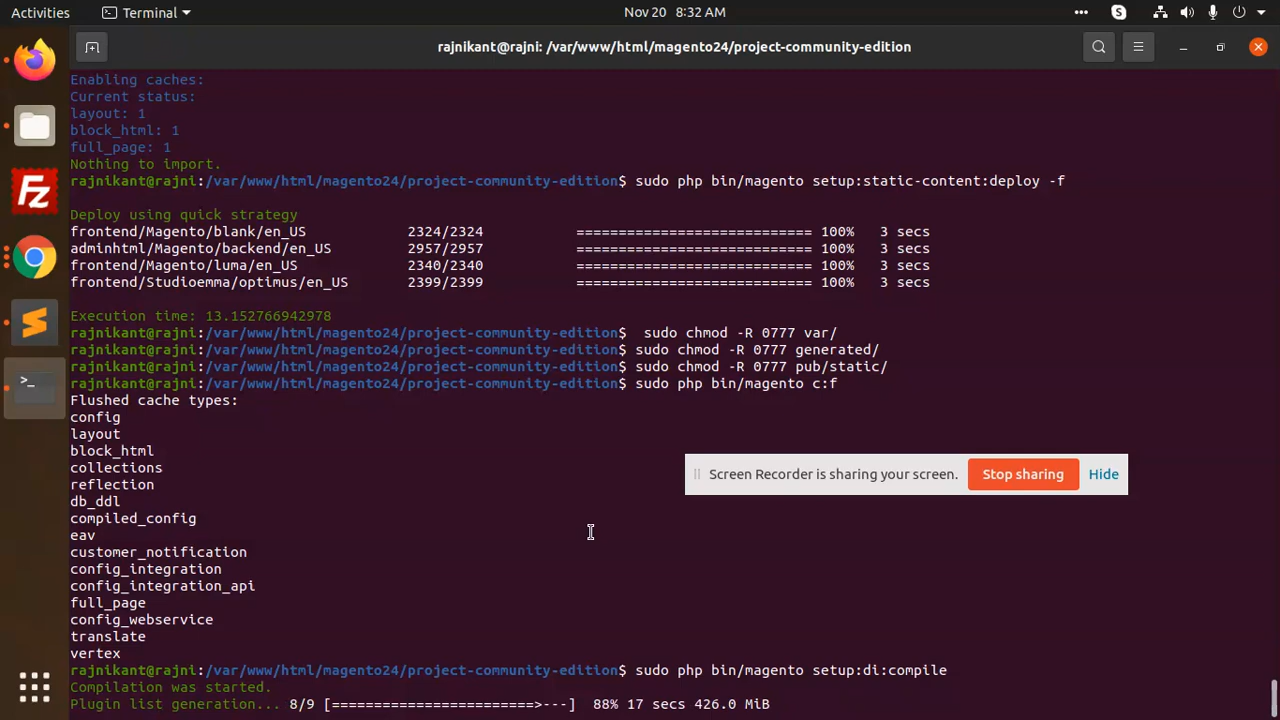 Activities
Terminal
Nov 20 8:32 AM
rajnikant@rajni: /var/www/html/magento24/project-community-edition
Enabling caches:
Current status:
layout: 1
block_html: 1
full_page: 1
Nothing to import.
rajnikant@rajni:/var/www/html/magento24/project-community-edition$ sudo php bin/magento setup:static-content:deploy -f
Deploy using quick strategy
frontend/Magento/blank/en_US 2324/2324 ============================ 100% 3 secs
adminhtml/Magento/backend/en_US 2957/2957 ============================ 100% 3 secs
frontend/Magento/luma/en_US 2340/2340 ============================ 100% 3 secs
frontend/Studioemma/optimus/en_US 2399/2399 ============================ 100% 3 secs
Execution time: 13.152766942978
rajnikant@rajni:/var/www/html/magento24/project-community-edition$  sudo chmod -R 0777 var/
rajnikant@rajni:/var/www/html/magento24/project-community-edition$ sudo chmod -R 0777 generated/
rajnikant@rajni:/var/www/html/magento24/project-community-edition$ sudo chmod -R 0777 pub/static/
rajnikant@rajni:/var/www/html/magento24/project-community-edition$ sudo php bin/magento c:f
Flushed cache types:
config
layout
block_html
collections
reflection
db_ddl
compiled_config
eav
customer_notification
config_integration
config_integration_api
full_page
config_webservice
translate
vertex
rajnikant@rajni:/var/www/html/magento24/project-community-edition$ sudo php bin/magento setup:di:compile
Compilation was started.
Plugin list generation... 8/9 [========================>---] 88% 17 secs 426.0 MiB
Screen Recorder is sharing your screen. Stop sharing Hide